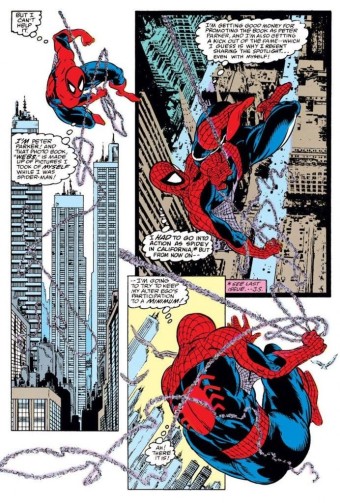 BUT I
CAN'T
HELP
IT.
I'M PETER
PARKER! AND
THAT PHOTO BOOK,
"WEBS," IS MADE
UP OF PICTURES I
TOOK OF MYSELF
WHILE I WAS
SPIDER-MAN!
I'M GETTING GOOD MONEY FOR
PROMOTING THE BOOK AS PETER
PARKER, AND I'M ALSO GETTING
A KICK OUT OF THE FAME--WHICH
I GUESS IS WHY I RESENT
SHARING THE SPOTLIGHT...
EVEN WITH MYSELF!
I HAD TO GO INTO
ACTION AS SPIDEY
IN CALIFORNIA,* BUT
FROM NOW ON--
* SEE LAST
ISSUE.--J.S.
--I'M GOING
TO TRY TO KEEP
MY ALTER EGO'S
PARTICIPATION
TO A MINIMUM!
AH!
THERE
IT IS!